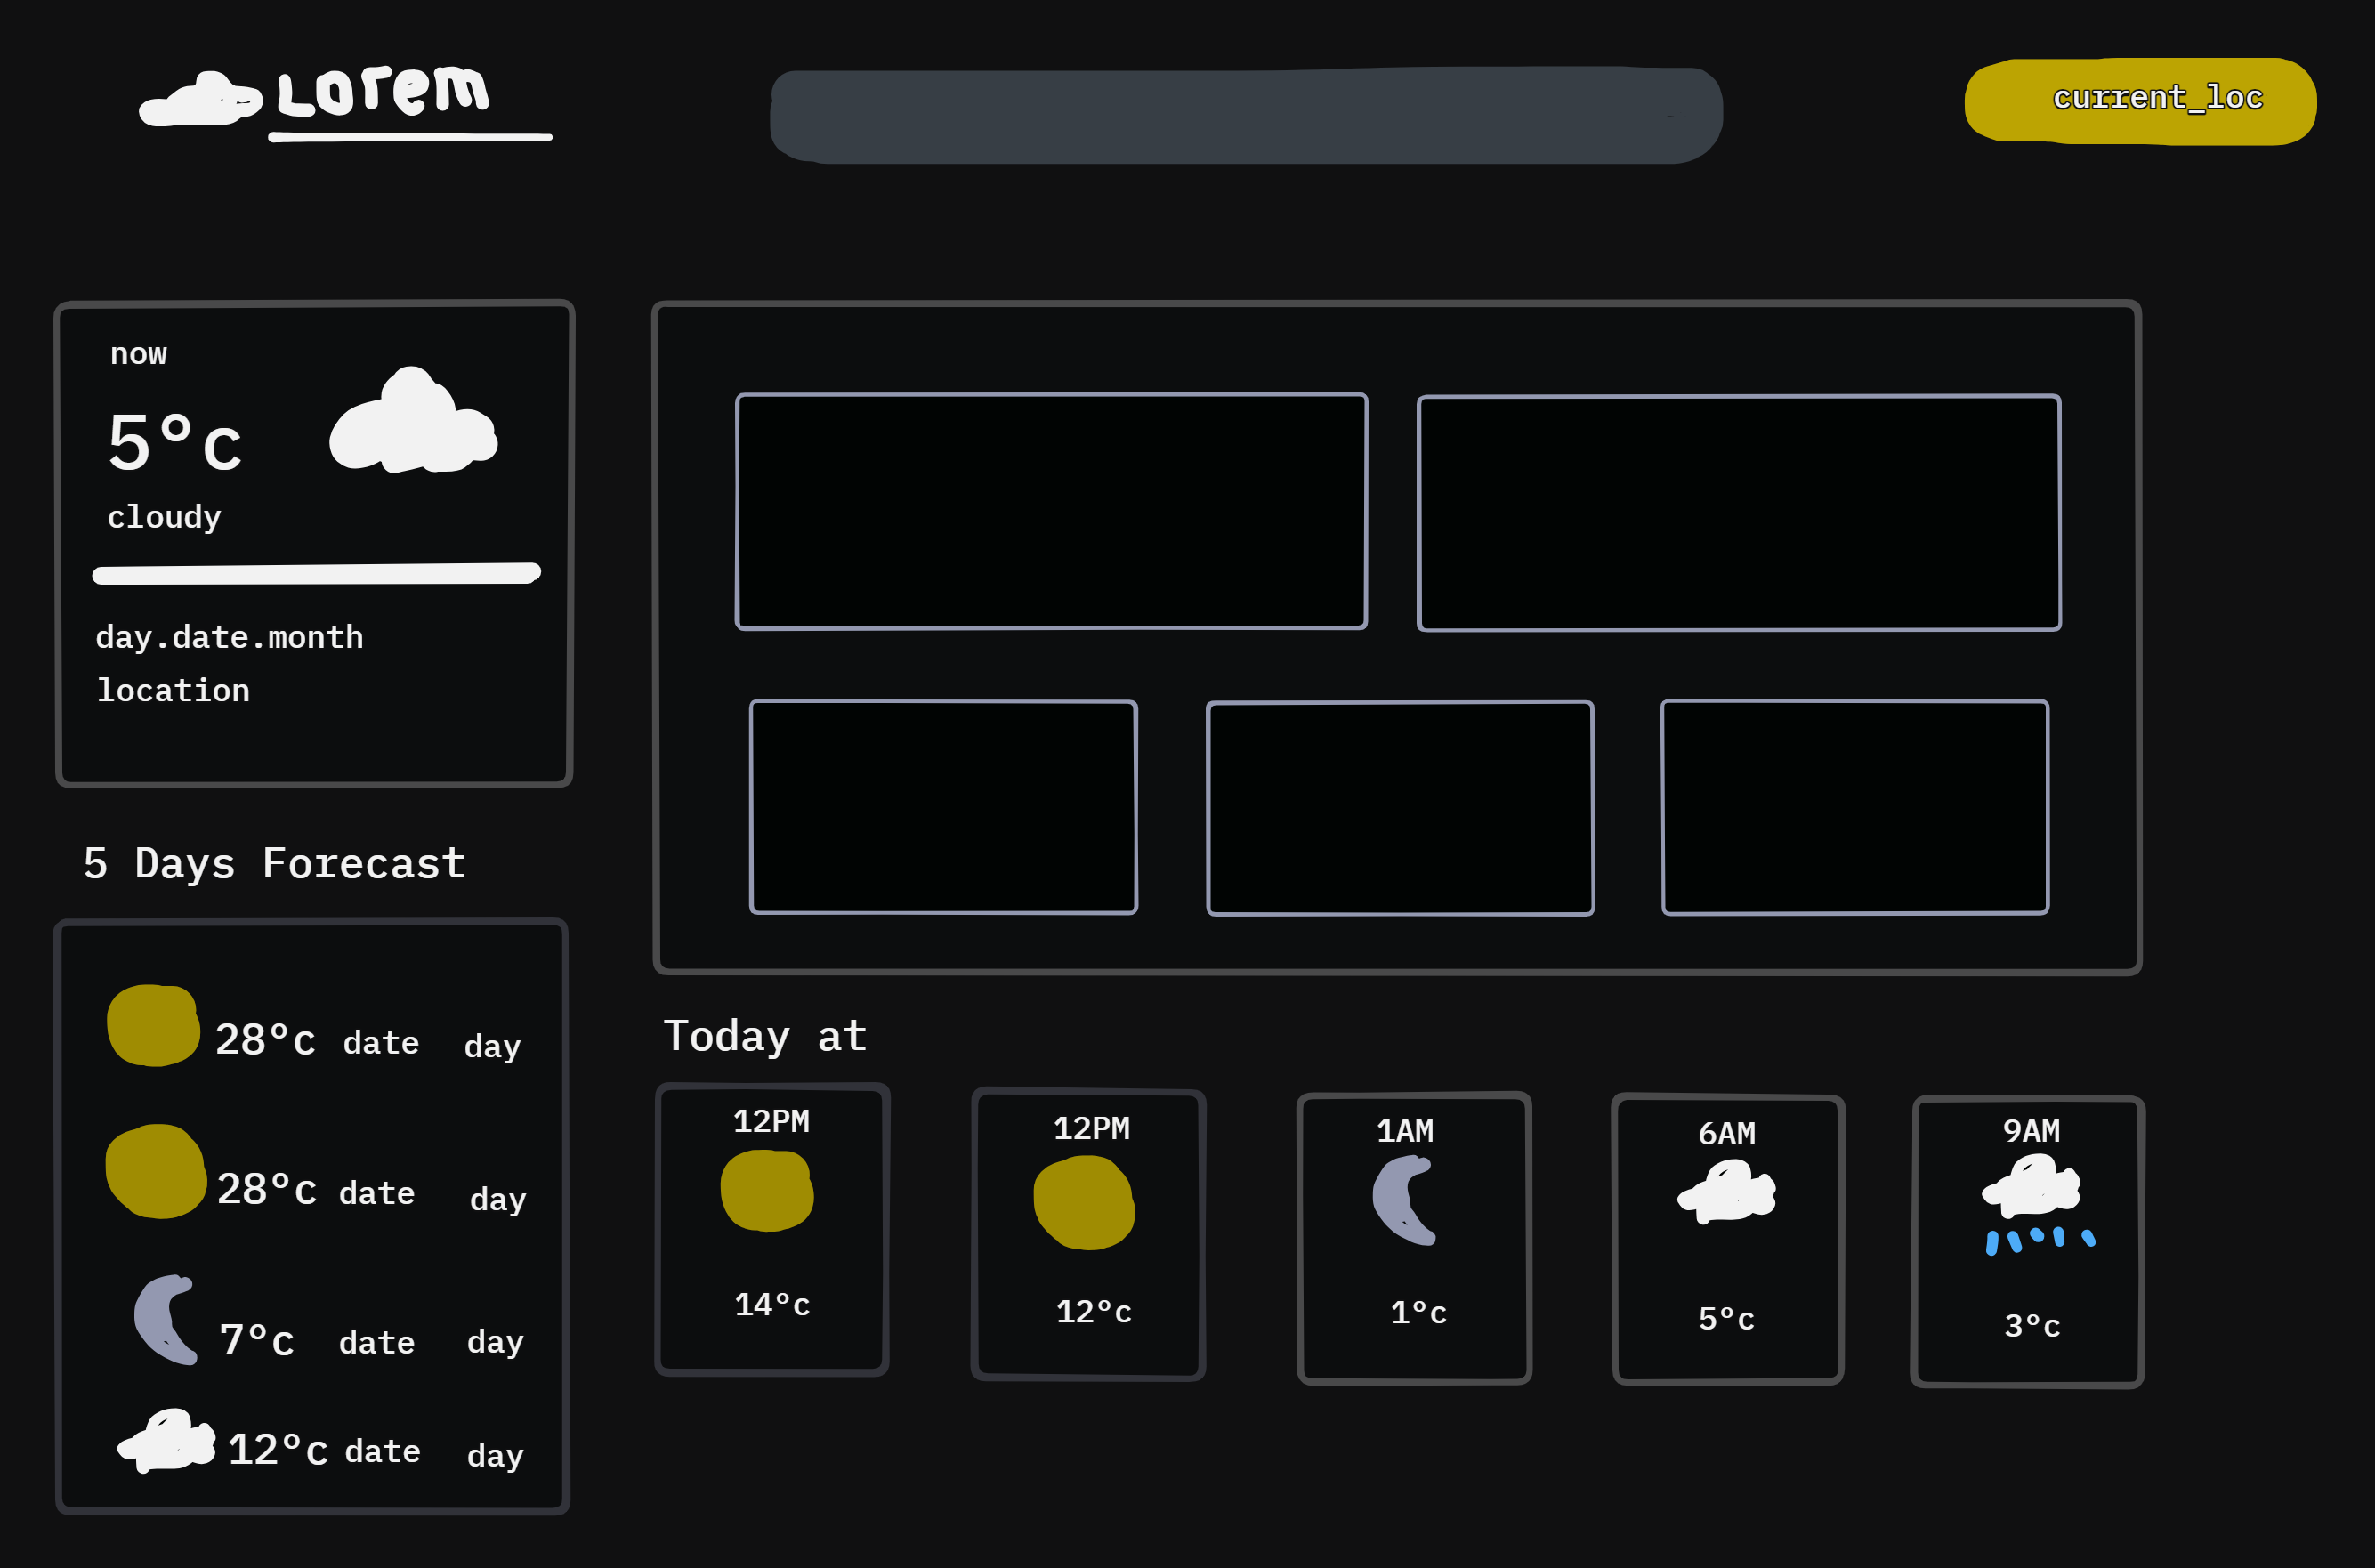 Lorem
current_loc
now
5°c
cloudy
day.date.month
location
5 Days Forecast
28°c date day
28°c date day
7°c date day
12°c date day
Today at
12PM
14°c
12PM
12°c
1AM
1°c
6AM
5°c
9AM
3°c